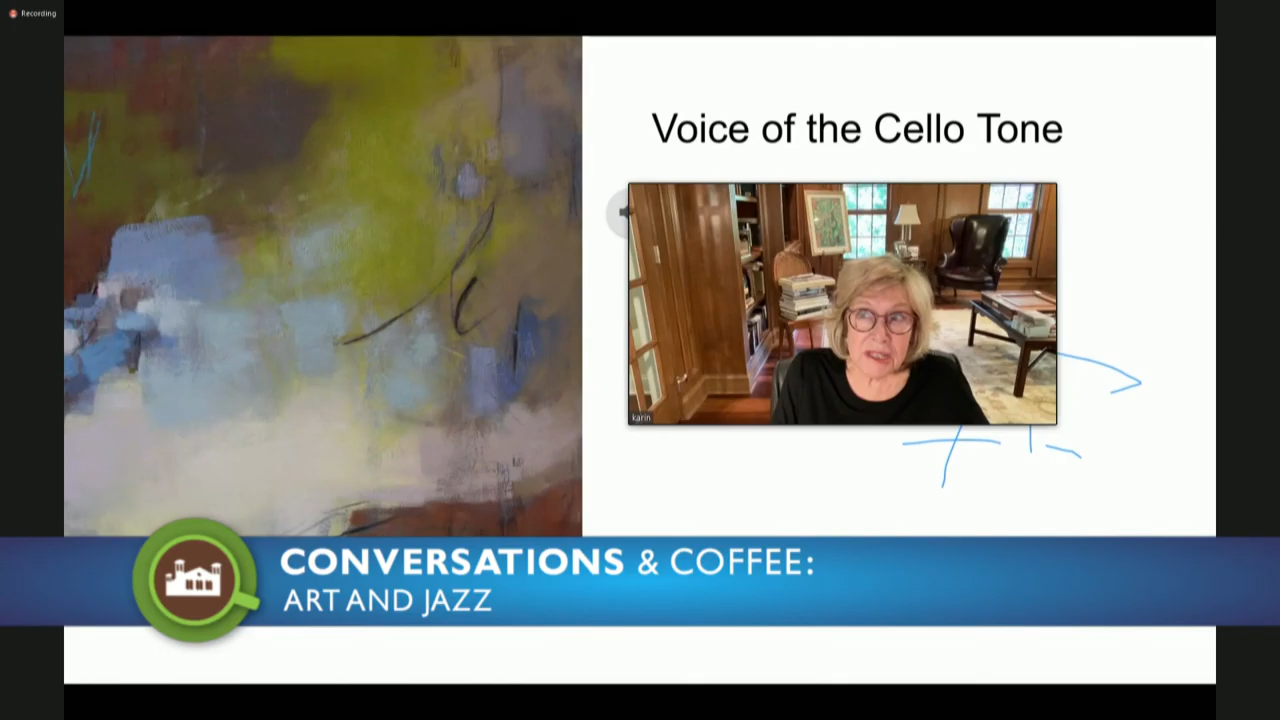 Recording
Voice of the Cello Tone
karin
CONVERSATIONS & COFFEE:
ART AND JAZZ